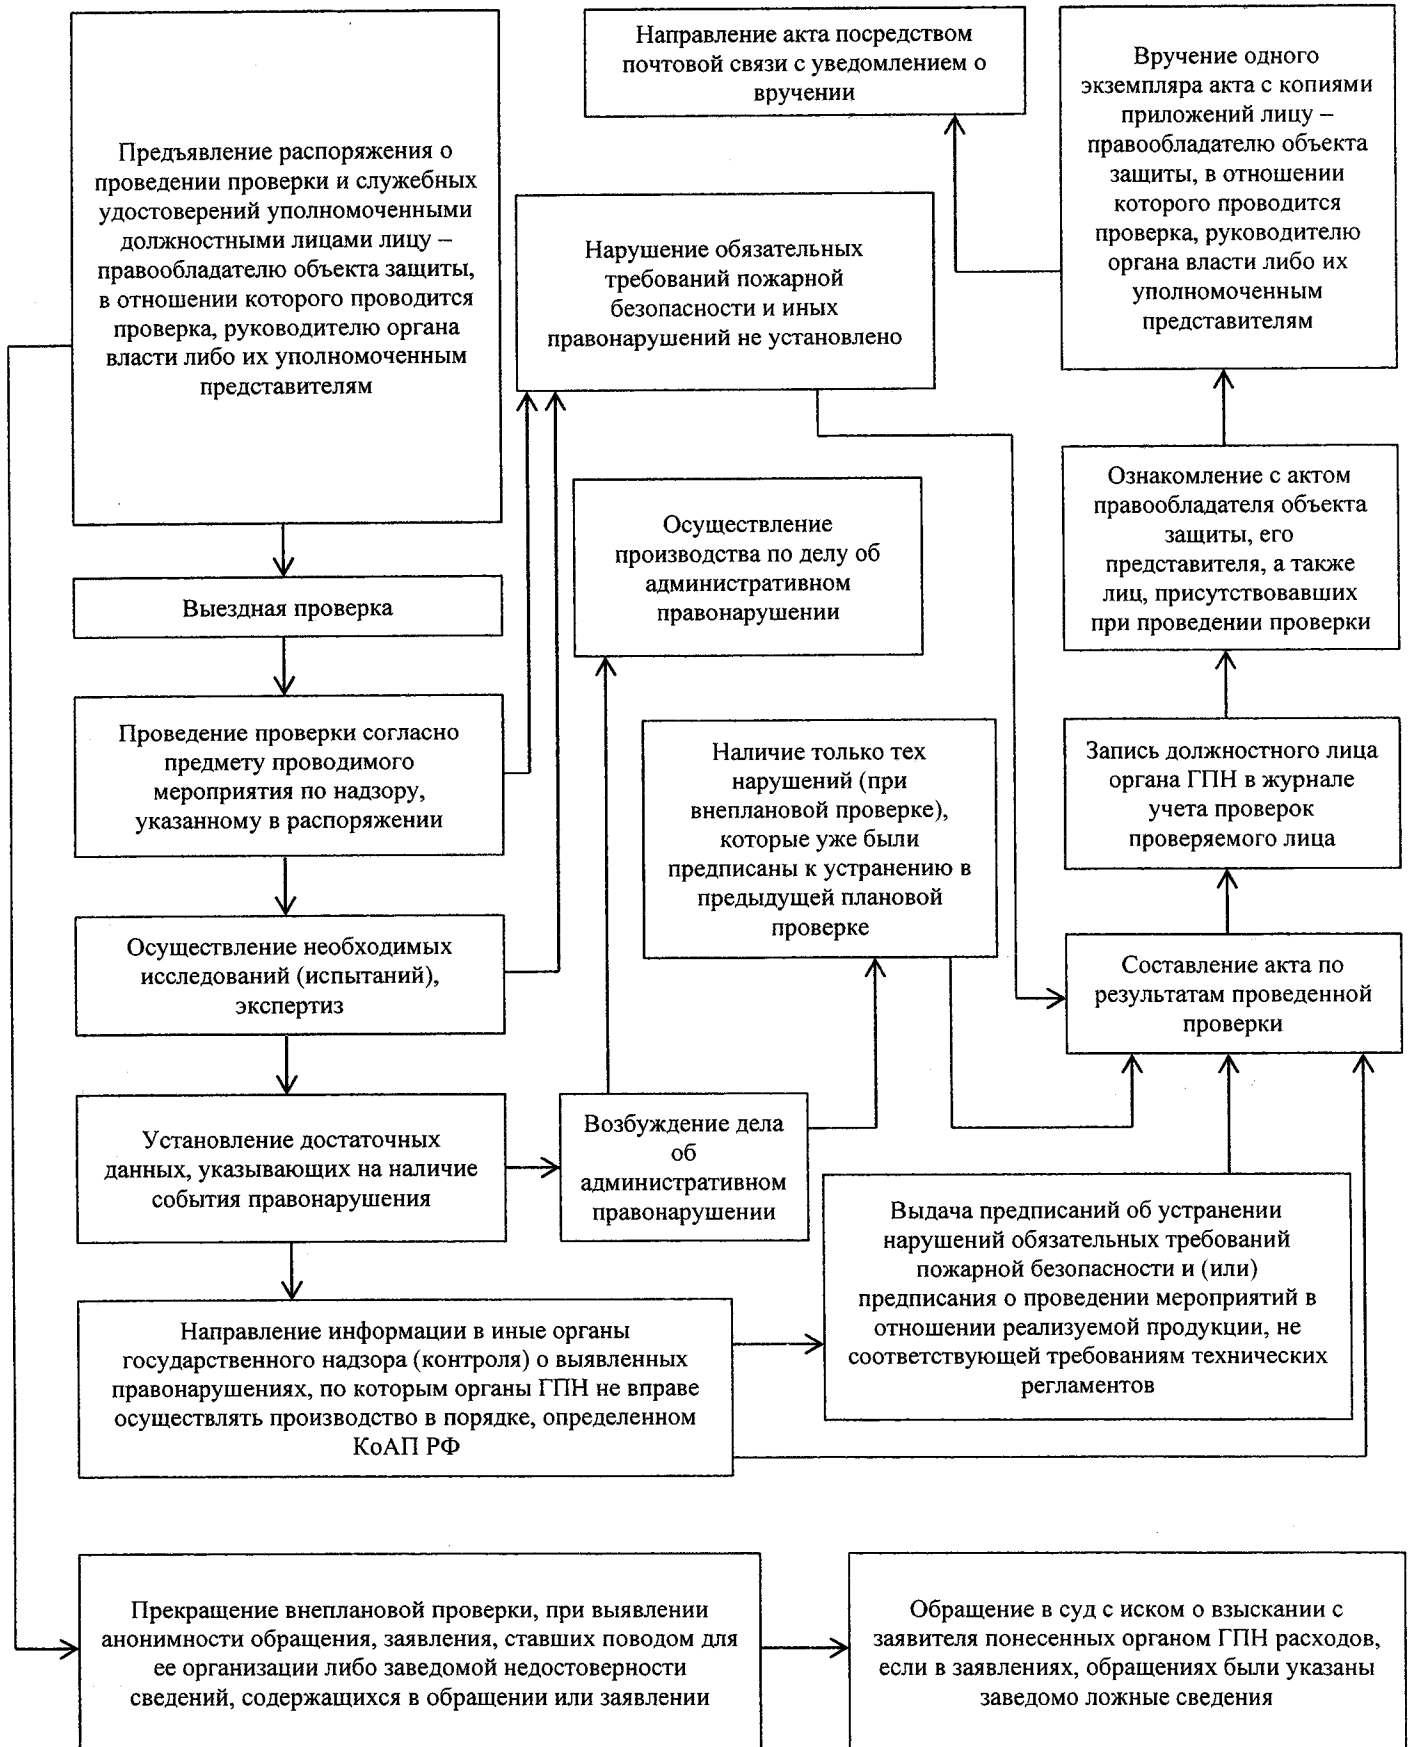 Предъявление распоряжения о
проведении проверки и служебных
удостоверений уполномоченными
должностными лицами лицу –
правообладателю объекта защиты,
в отношении которого проводится
проверка, руководителю органа
власти либо их уполномоченным
представителям
Направление акта посредством
почтовой связи с уведомлением о
вручении
Вручение одного
экземпляра акта с копиями
приложений лицу –
правообладателю объекта
защиты, в отношении
которого проводится
проверка, руководителю
органа власти либо их
уполномоченным
представителям
Нарушение обязательных
требований пожарной
безопасности и иных
правонарушений не установлено
Ознакомление с актом
правообладателя объекта
защиты, его
представителя, а также
лиц, присутствовавших
при проведении проверки
Осуществление
производства по делу об
административном
правонарушении
Выездная проверка
Проведение проверки согласно
предмету проводимого
мероприятия по надзору,
указанному в распоряжении
Наличие только тех
нарушений (при
внеплановой проверке),
которые уже были
предписаны к устранению в
предыдущей плановой
проверке
Запись должностного лица
органа ГПН в журнале
учета проверок
проверяемого лица
Осуществление необходимых
исследований (испытаний),
экспертиз
Составление акта по
результатам проведенной
проверки
Установление достаточных
данных, указывающих на наличие
события правонарушения
Возбуждение дела
об
административном
правонарушении
Выдача предписаний об устранении
нарушений обязательных требований
пожарной безопасности и (или)
предписания о проведении мероприятий в
отношении реализуемой продукции, не
соответствующей требованиям технических
регламентов
Направление информации в иные органы
государственного надзора (контроля) о выявленных
правонарушениях, по которым органы ГПН не вправе
осуществлять производство в порядке, определенном
КоАП РФ
Прекращение внеплановой проверки, при выявлении
анонимности обращения, заявления, ставших поводом для
ее организации либо заведомой недостоверности
сведений, содержащихся в обращении или заявлении
Обращение в суд с иском о взыскании с
заявителя понесенных органом ГПН расходов,
если в заявлениях, обращениях были указаны
заведомо ложные сведения